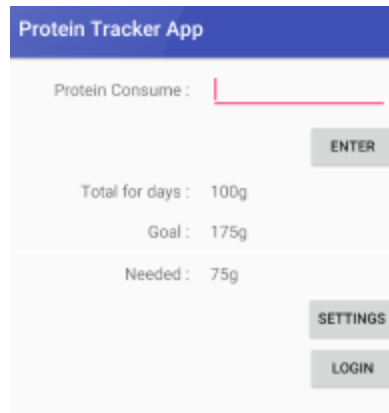 Protein Tracker App
Protein Consume :
ENTER
Total for days : 100g
Goal : 175g
Needed : 75g
SETTINGS
LOGIN